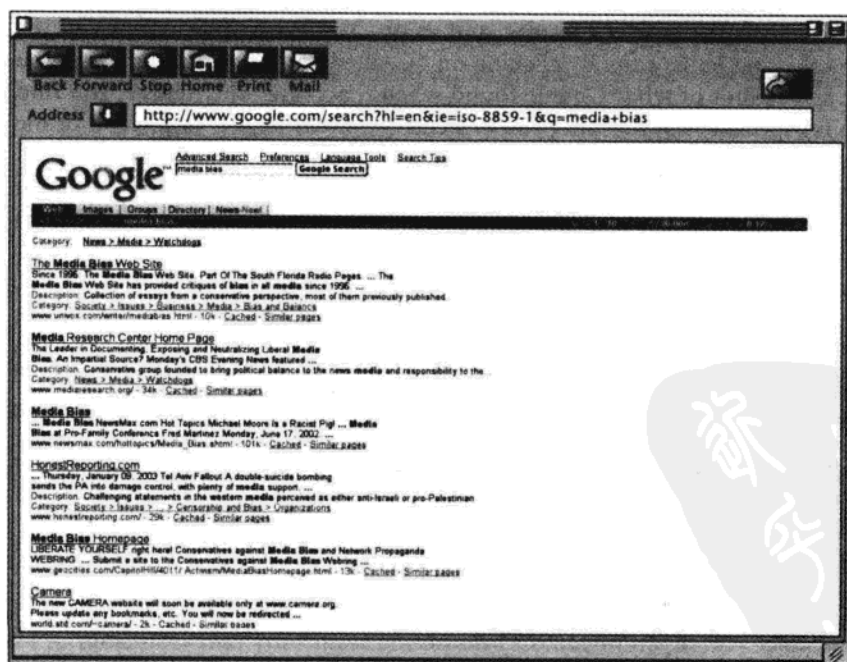 Back Forward Stop Home Print Mail
Address http://www.google.com/search?hl=en&ie=iso-8859-1&q=media+bias
Advanced Search Preferences Language Tools Search Tips
Google™ media bias Google Search
Web Images | Groups | Directory | News-New!
Category: News > Media > Watchdogs
The Media Bias Web Site
Since 1996. The Media Bias Web Site. Part Of The South Florida Radio Pages. ... The
Media Bias Web Site has provided critiques of bias in all media since 1996. ...
Description: Collection of essays from a conservative perspective, most of them previously published.
Category: Society > Issues > Business > Media > Bias and Balance
www.univox.com/writer/mediabias.html - 10k - Cached - Similar pages
Media Research Center Home Page
The Leader in Documenting, Exposing and Neutralizing Liberal Media
Bias. An Impartial Source? Monday's CBS Evening News featured ...
Description: Conservative group founded to bring political balance to the news media and responsibility to the...
Category: News > Media > Watchdogs
www.mediaresearch.org/ - 34k - Cached - Similar pages
Media Bias
... Media Bias NewsMax.com Hot Topics Michael Moore is a Racist Pig! ... Media
Bias at Pro-Family Conference Fred Martinez Monday, June 17, 2002. ...
www.newsmax.com/hottopics/Media_Bias.shtml - 101k - Cached - Similar pages
HonestReporting.com
... Thursday, January 09, 2003 Tel Aviv Fallout A double-suicide bombing
sends the PA into damage control, with plenty of media support. ...
Description: Challenging statements in the western media perceived as either anti-Israeli or pro-Palestinian
Category: Society > Issues > ... > Censorship and Bias > Organizations
www.honestreporting.com/ - 29k - Cached - Similar pages
Media Bias Homepage
LIBERATE YOURSELF right here! Conservatives against Media Bias and Network Propaganda
WEBRING ... Submit a site to the Conservatives against Media Bias Webring ...
www.geocities.com/CapitolHill/4011/ Activism/MediaBiasHomepage.html - 13k - Cached - Similar pages
Camera
The new CAMERA website will soon be available only at www.camera.org.
Please update any bookmarks, etc. You will now be redirected ...
world.std.com/~camera/ - 2k - Cached - Similar pages